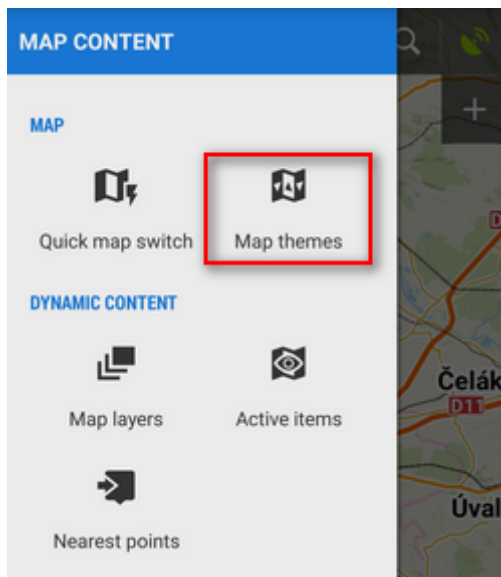 MAP CONTENT
MAP
Quick map switch
Map themes
DYNAMIC CONTENT
Map layers
Active items
Nearest points
Čelák
D11
Úval